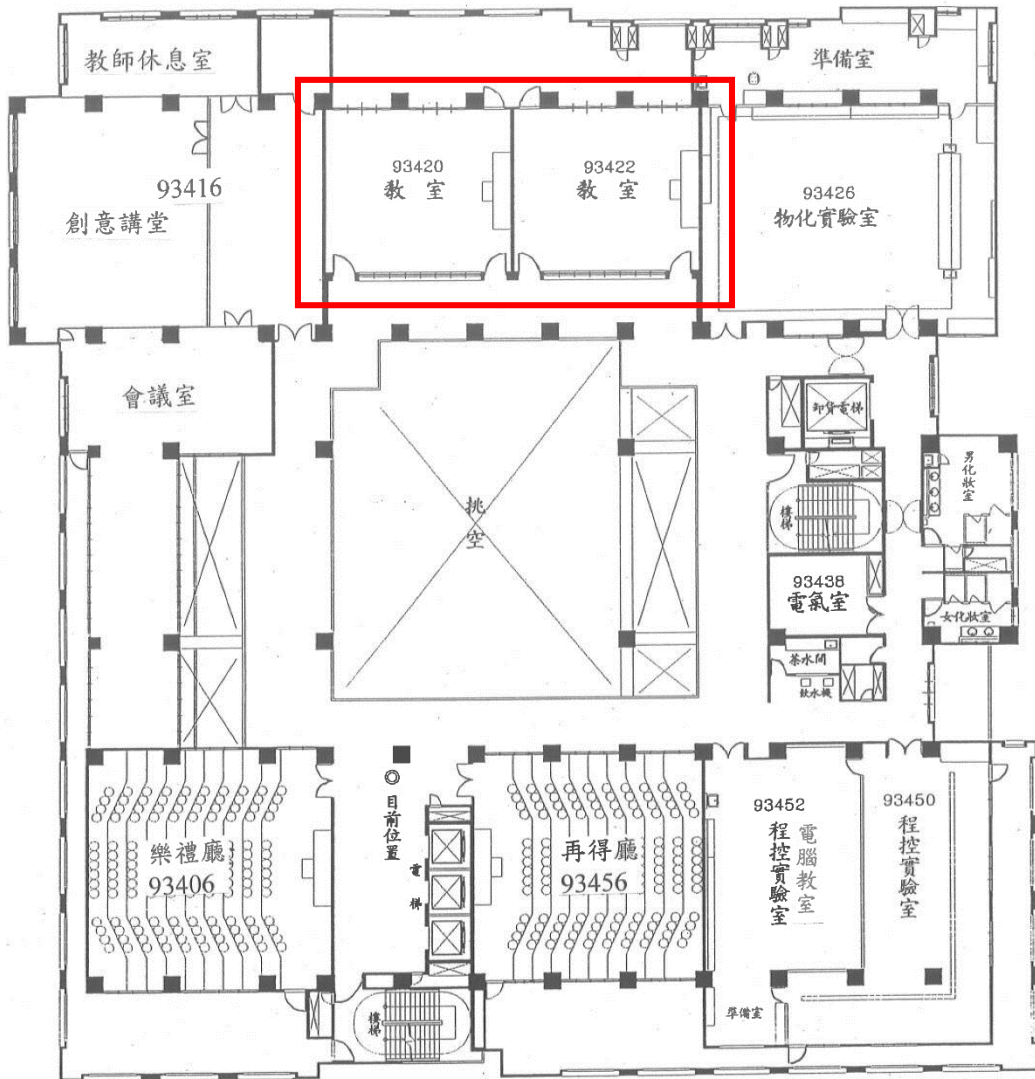 教師休息室
準備室
93416
創意講堂
93420
教室
93422
教室
93426
物化實驗室
會議室
卸貨電梯
挑空
樓梯
男化妝室
93438
電氣室
女化妝室
茶水間
飲水機
目前位置
電梯
樂禮廳
93406
再得廳
93456
93452
程控實驗室
電腦教室
93450
程控實驗室
準備室
樓梯